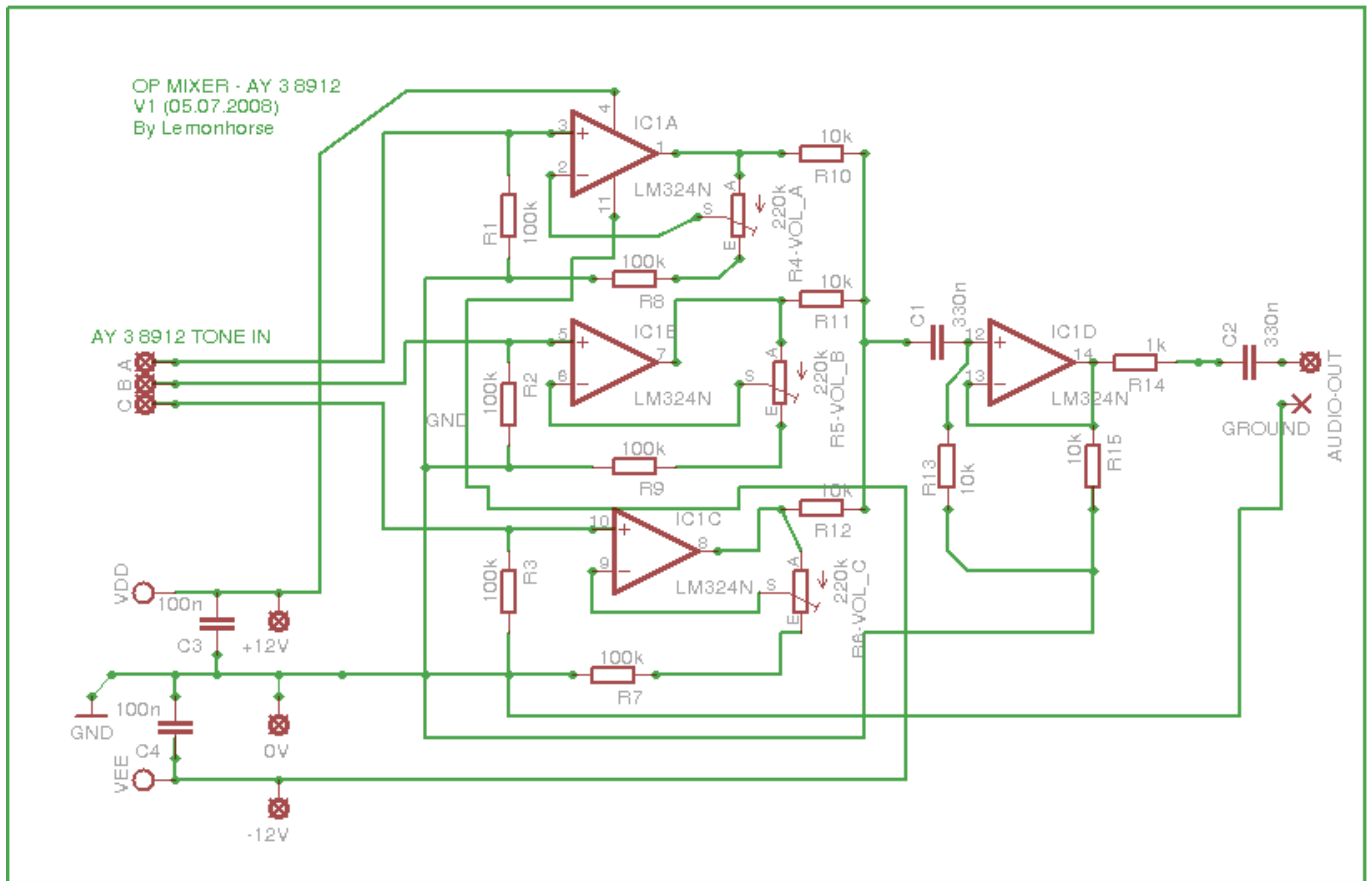 OP MIXER - AY 3 8912
V1 (05.07.2008)
By Lemonhorse
4
IC1A
3
+
1
2
-
LM324N
11
10k
R10
A
S
E
220k
R4-VOL_A
R1
100k
100k
R8
10k
R11
AY 3 8912 TONE IN
A
B
C
5
+
IC1B
7
6
-
LM324N
R2
100k
GND
A
S
E
220k
R5-VOL_B
100k
R9
C1
330n
12
+
IC1D
14
13
-
LM324N
1k
R14
C2
330n
AUDIO-OUT
GROUND
R13
10k
10k
R15
10k
R12
10
+
IC1C
8
9
-
LM324N
R3
100k
A
S
E
220k
R6-VOL_C
100k
R7
VDD
100n
C3
+12V
GND
100n
C4
0V
VEE
-12V